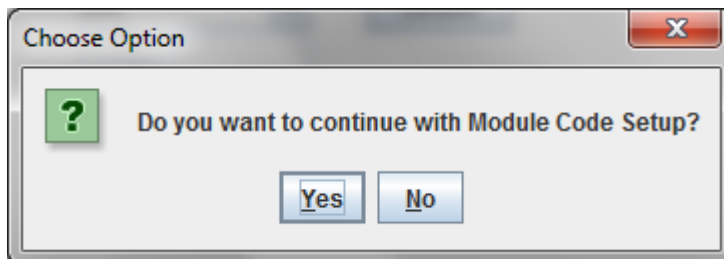 Choose Option
Do you want to continue with Module Code Setup?
Yes No